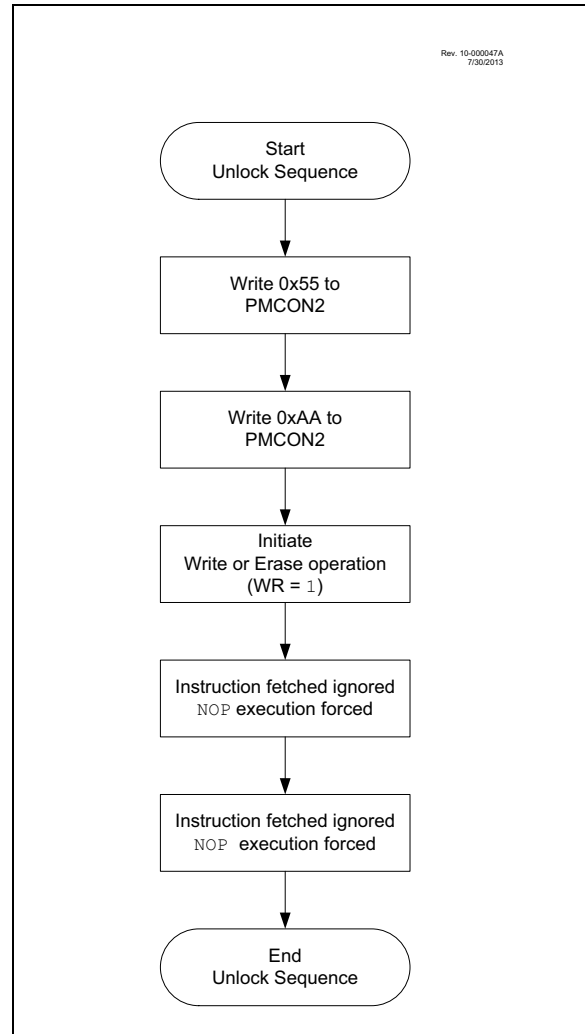 Rev. 10-000047A
7/30/2013
Start
Unlock Sequence
Write 0x55 to
PMCON2
Write 0xAA to
PMCON2
Initiate
Write or Erase operation
(WR = 1)
Instruction fetched ignored
NOP execution forced
Instruction fetched ignored
NOP execution forced
End
Unlock Sequence